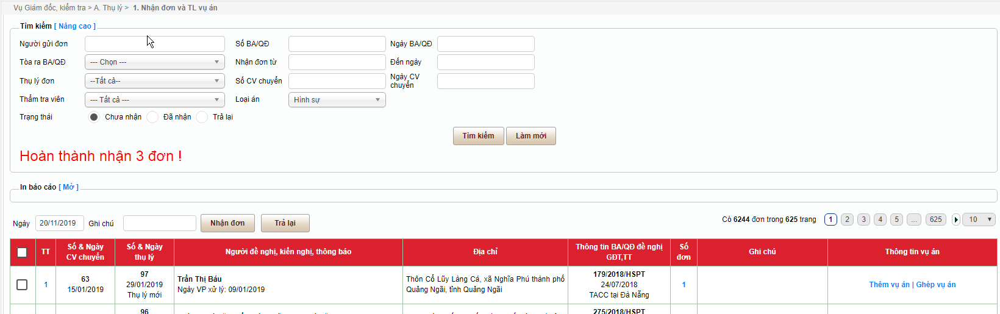 Vụ Giám đốc, kiểm tra > A. Thụ lý > 1. Nhận đơn và TL vụ án
Tìm kiếm [ Nâng cao ]
Người gửi đơn Số BA/QĐ Ngày BA/QĐ
Tòa ra BA/QĐ --- Chọn --- Nhận đơn từ Đến ngày
Thụ lý đơn --Tất cả-- Số CV chuyển Ngày CV chuyển
Thẩm tra viên --- Tất cả --- Loại án Hình sự
Trạng thái Chưa nhận Đã nhận Trả lại
Tìm kiếm Làm mới
Hoàn thành nhận 3 đơn !
In báo cáo [ Mở ]
Ngày 20/11/2019 Ghi chú Nhận đơn Trả lại
Có 6244 đơn trong 625 trang 1 2 3 4 5 ... 625 10
TT
Số & Ngày
CV chuyển
Số & Ngày
thụ lý
Người đề nghị, kiến nghị, thông báo
Địa chỉ
Thông tin BA/QĐ đề nghị
GĐT,TT
Số
đơn
Ghi chú
Thông tin vụ án
1
63
15/01/2019
97
29/01/2019
Thụ lý mới
Trần Thị Báu
Ngày VP xử lý: 09/01/2019
Thôn Cổ Lũy Làng Cá, xã Nghĩa Phú thành phố
Quảng Ngãi, tỉnh Quảng Ngãi
179/2018/HSPT
24/07/2018
TACC tại Đà Nẵng
1
Thêm vụ án | Ghép vụ án
96
275/2018/HSPT